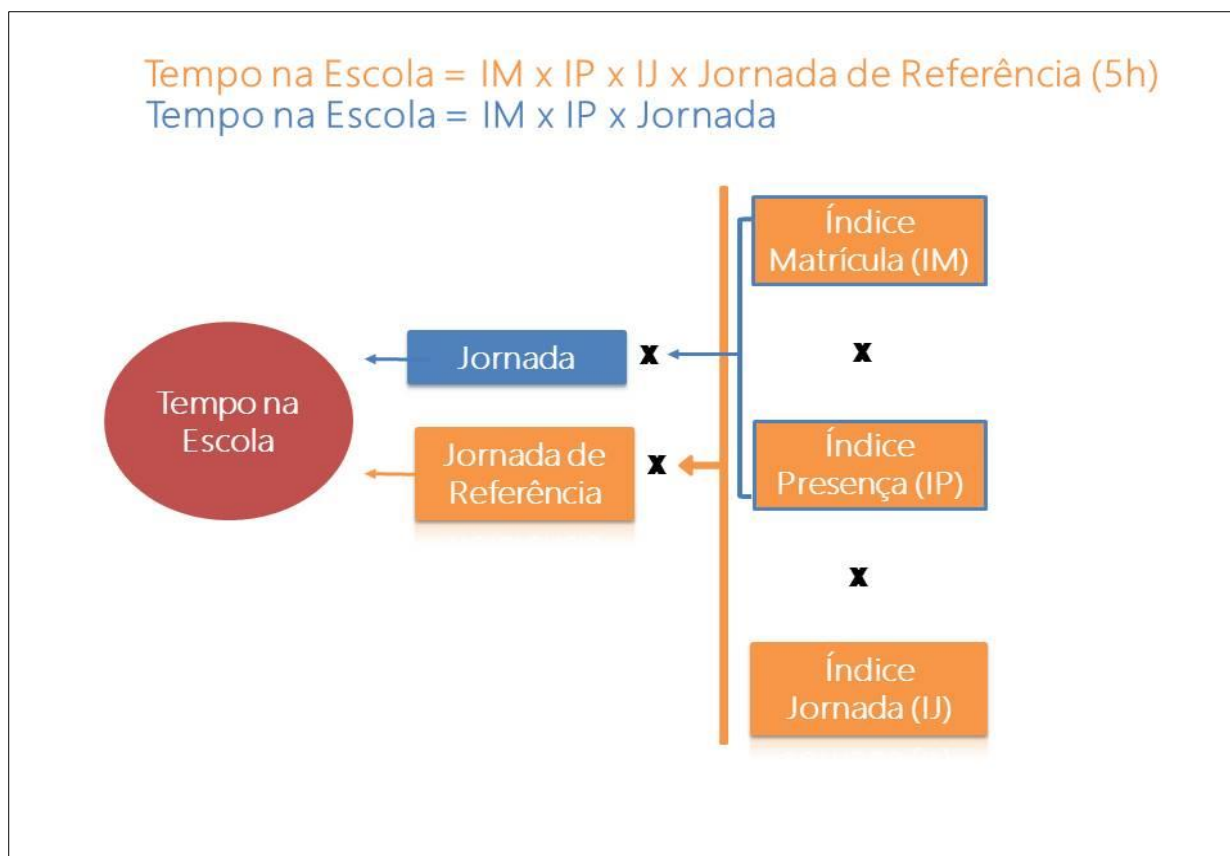 Tempo na Escola = IM x IP x IJ x Jornada de Referência (5h)
Tempo na Escola = IM x IP x Jornada
Índice
Matrícula (IM)
x
Jornada
x
Tempo na
Escola
Jornada de
Referência
x
Índice
Presença (IP)
x
Índice
Jornada (IJ)